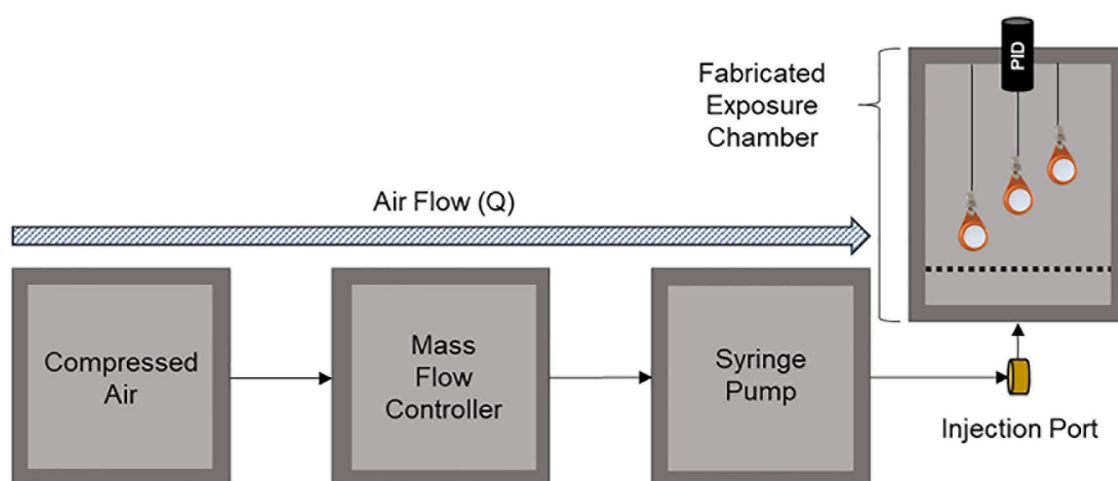 PID
Fabricated
Exposure
Chamber
Air Flow (Q)
Compressed
Air
Mass
Flow
Controller
Syringe
Pump
Injection Port